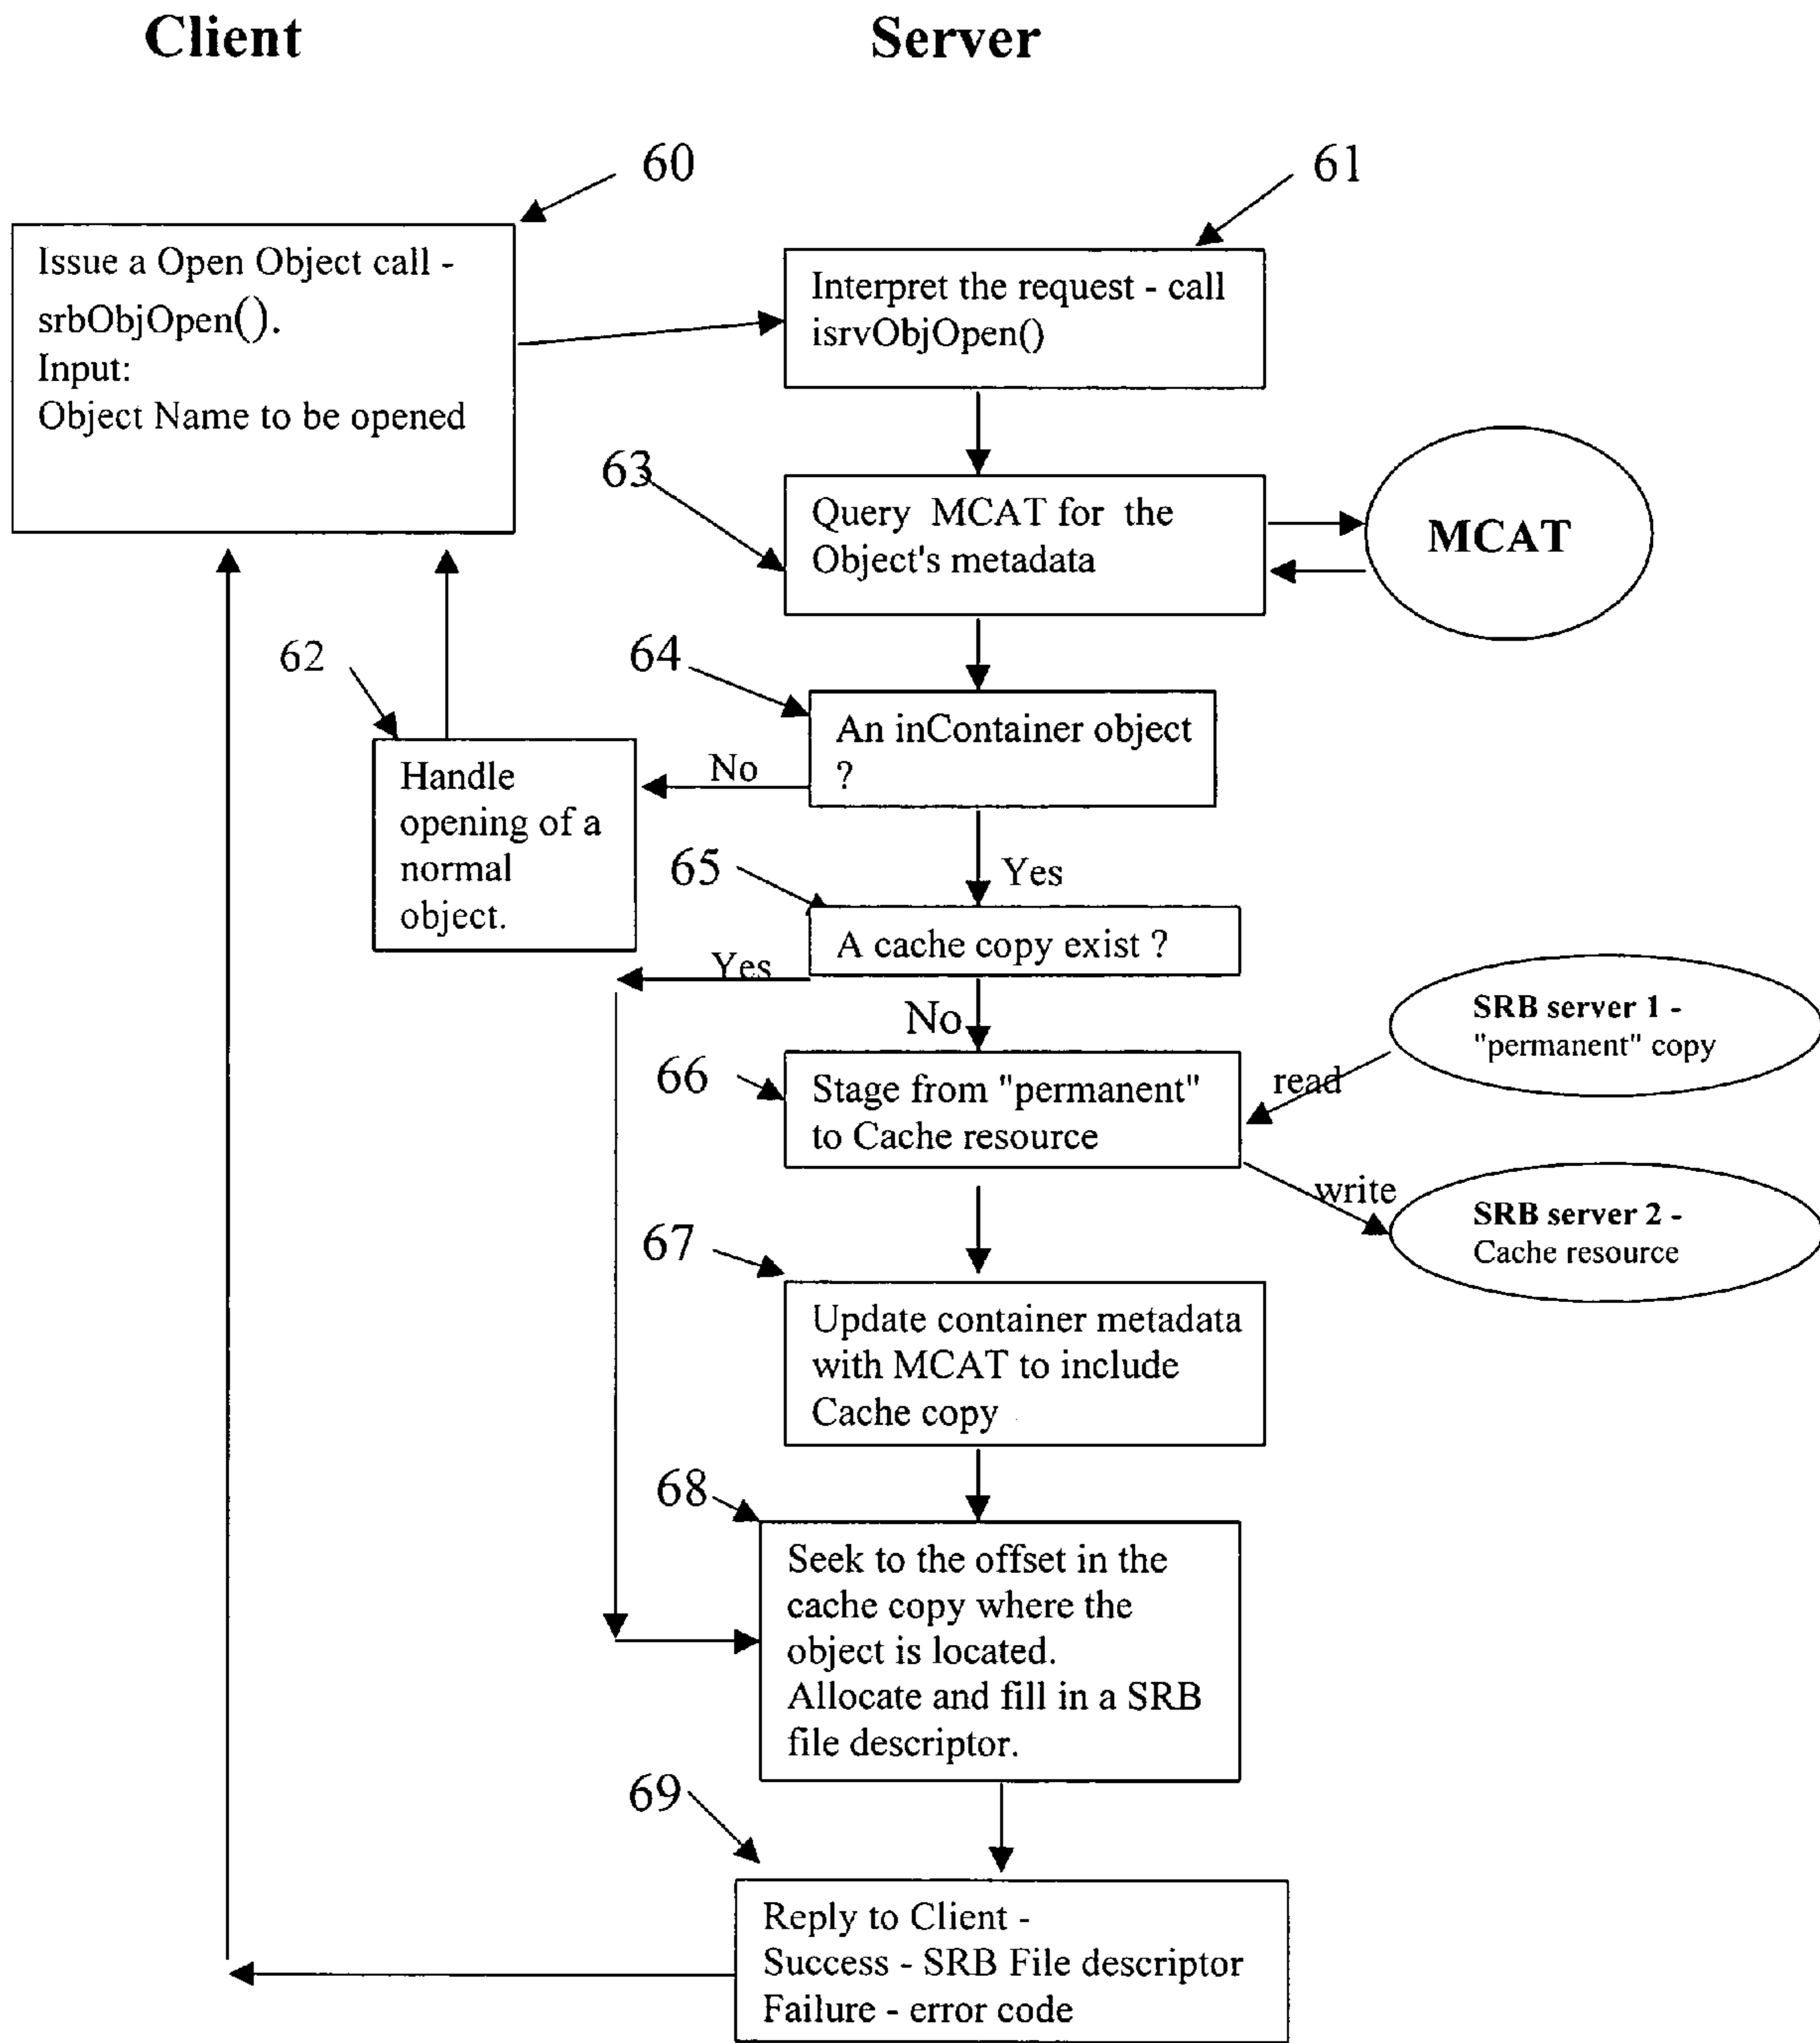 Client
Server
60
61
Issue a Open Object call -
srbObjOpen().
Input:
Object Name to be opened
Interpret the request - call
isrvObjOpen()
63
Query MCAT for the
Object's metadata
MCAT
62
64
An inContainer object
?
No
Handle
opening of a
normal
object.
Yes
65
A cache copy exist ?
Yes
No
SRB server 1 -
"permanent" copy
66
read
Stage from "permanent"
to Cache resource
write
SRB server 2 -
Cache resource
67
Update container metadata
with MCAT to include
Cache copy
68
Seek to the offset in the
cache copy where the
object is located.
Allocate and fill in a SRB
file descriptor.
69
Reply to Client -
Success - SRB File descriptor
Failure - error code